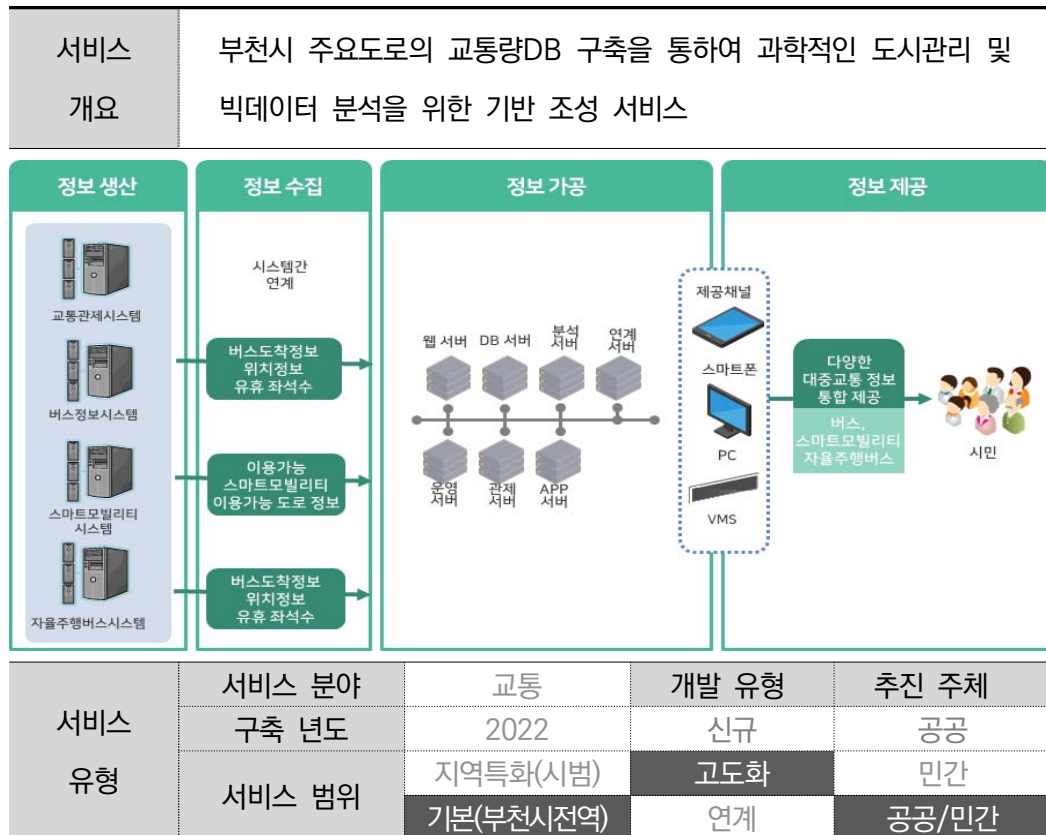 서비스
개요
부천시 주요도로의 교통량DB 구축을 통하여 과학적인 도시관리 및
빅데이터 분석을 위한 기반 조성 서비스
정보 생산
정보 수집
정보 가공
정보 제공
교통관제시스템
버스정보시스템
스마트모빌리티
시스템
자율주행버스시스템
시스템간
연계
버스도착정보
위치정보
유휴 좌석수
이용가능
스마트모빌리티
이용가능 도로 정보
버스도착정보
위치정보
유휴 좌석수
웹 서버
DB 서버
분석
서버
연계
서버
운영
서버
관제
서버
APP
서버
제공채널
스마트폰
PC
VMS
다양한
대중교통 정보
통합 제공
버스,
스마트모빌리티
자율주행버스
시민
서비스
유형
서비스 분야 교통 개발 유형 추진 주체
구축 년도 2022 신규 공공
서비스 범위
지역특화(시범) 고도화 민간
기본(부천시전역) 연계 공공/민간